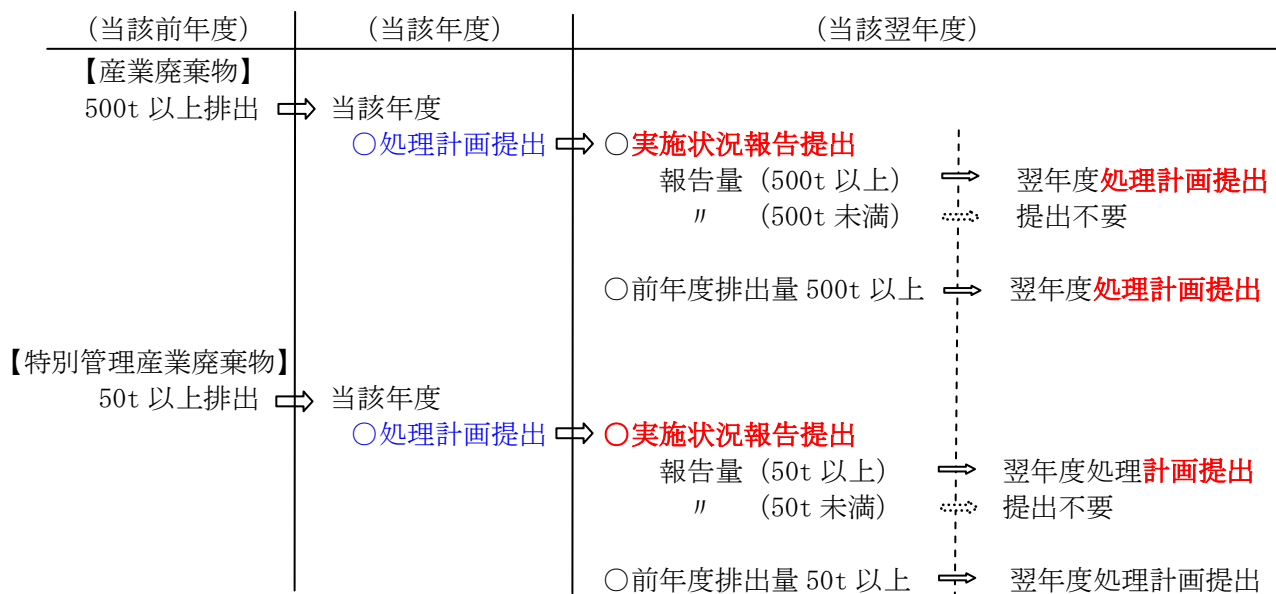 (当該前年度) (当該年度) (当該翌年度)
【産業廃棄物】
500t 以上排出 ⇨ 当該年度
○処理計画提出 ⇨ ○実施状況報告提出
報告量（500t 以上） ⇨ 翌年度処理計画提出
〃 （500t 未満） ⇨ 提出不要
○前年度排出量 500t 以上 ⇨ 翌年度処理計画提出
【特別管理産業廃棄物】
50t 以上排出 ⇨ 当該年度
○処理計画提出 ⇨ ○実施状況報告提出
報告量（50t 以上） ⇨ 翌年度処理計画提出
〃 （50t 未満） ⇨ 提出不要
○前年度排出量 50t 以上 ⇨ 翌年度処理計画提出